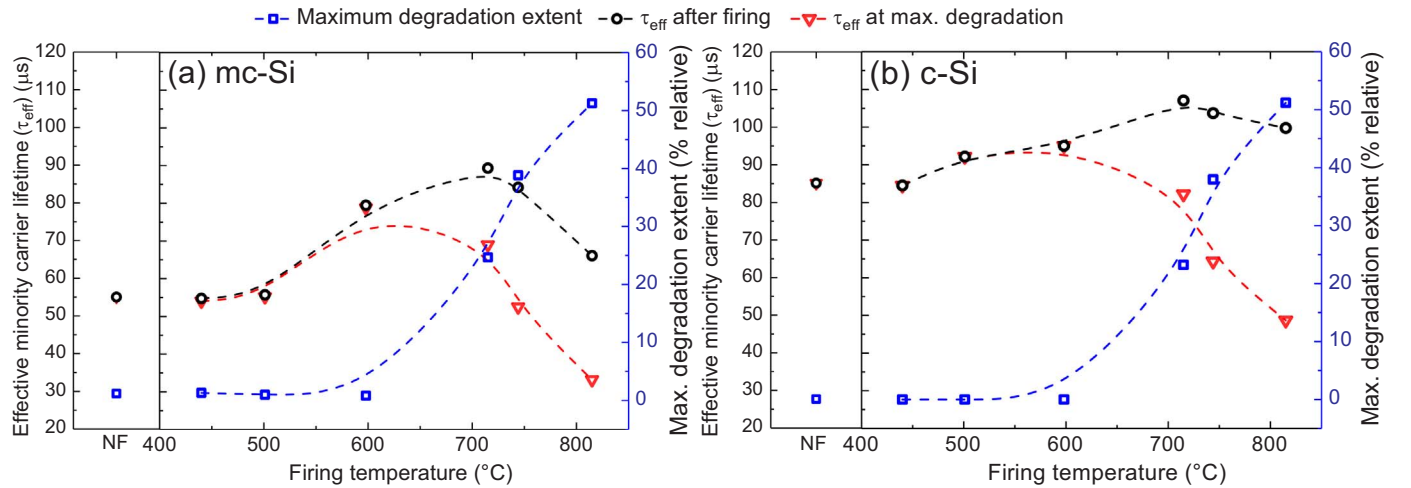 Maximum degradation extent τeff after firing τeff at max. degradation
(a) mc-Si
Effective minority carrier lifetime (τeff) (μs)
120
110
100
90
80
70
60
50
40
30
20
NF
400 500 600 700 800
Firing temperature (°C)
60
50
40
30
20
10
0
Max. degradation extent (% relative)
(b) c-Si
Effective minority carrier lifetime (τeff) (μs)
120
110
100
90
80
70
60
50
40
30
20
NF
400 500 600 700 800
Firing temperature (°C)
60
50
40
30
20
10
0
Max. degradation extent (% relative)